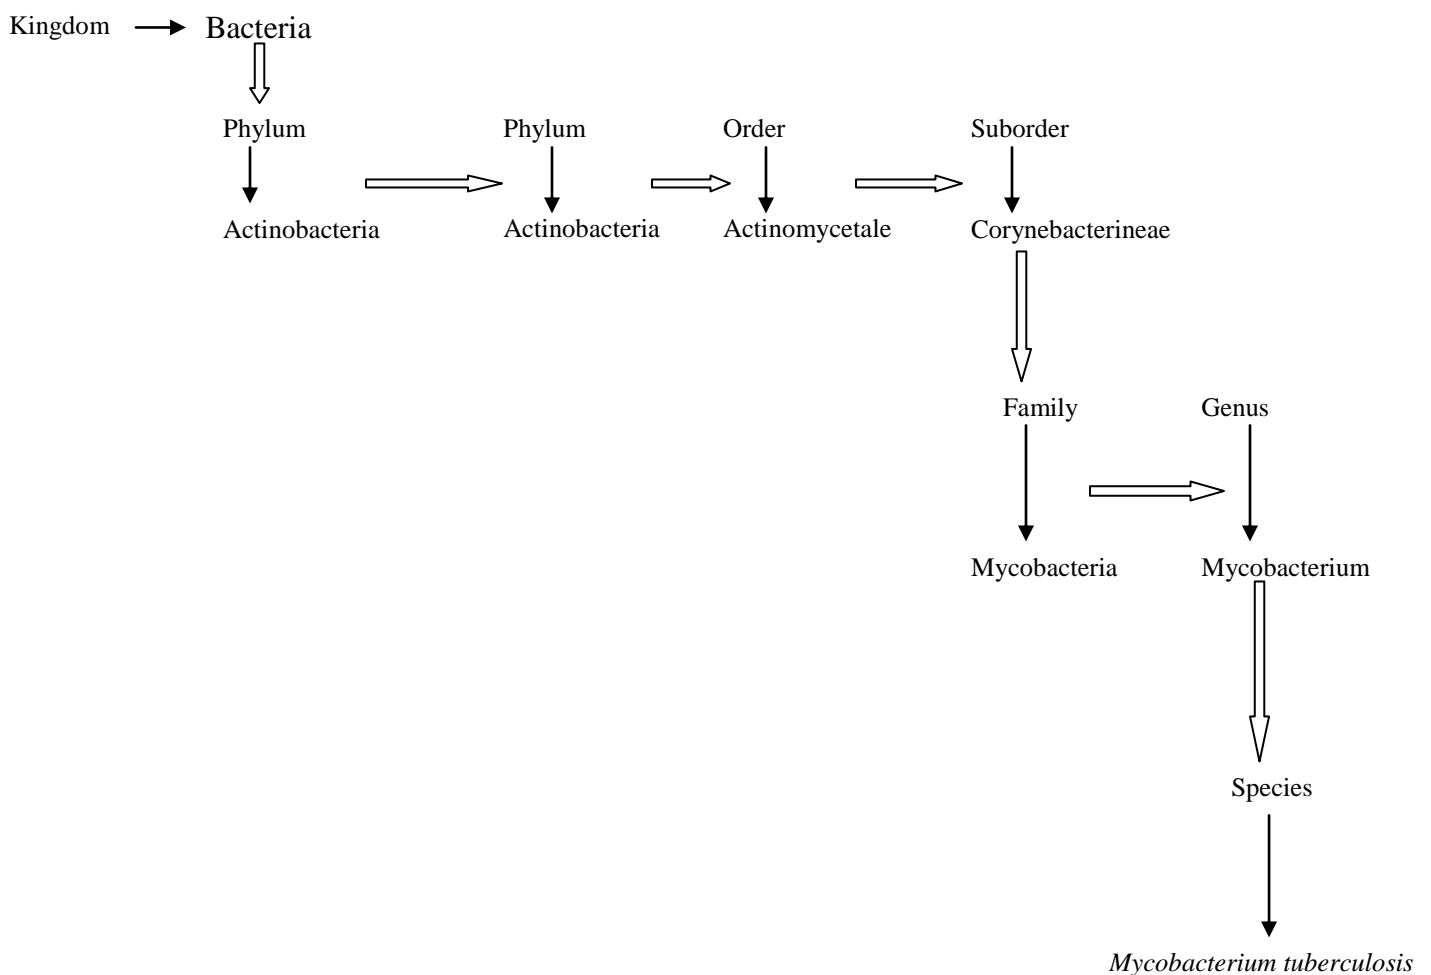 Kingdom Bacteria
Phylum Phylum Order Suborder
Actinobacteria Actinobacteria Actinomycetale Corynebacterineae
Family Genus
Mycobacteria Mycobacterium
Species
Mycobacterium tuberculosis